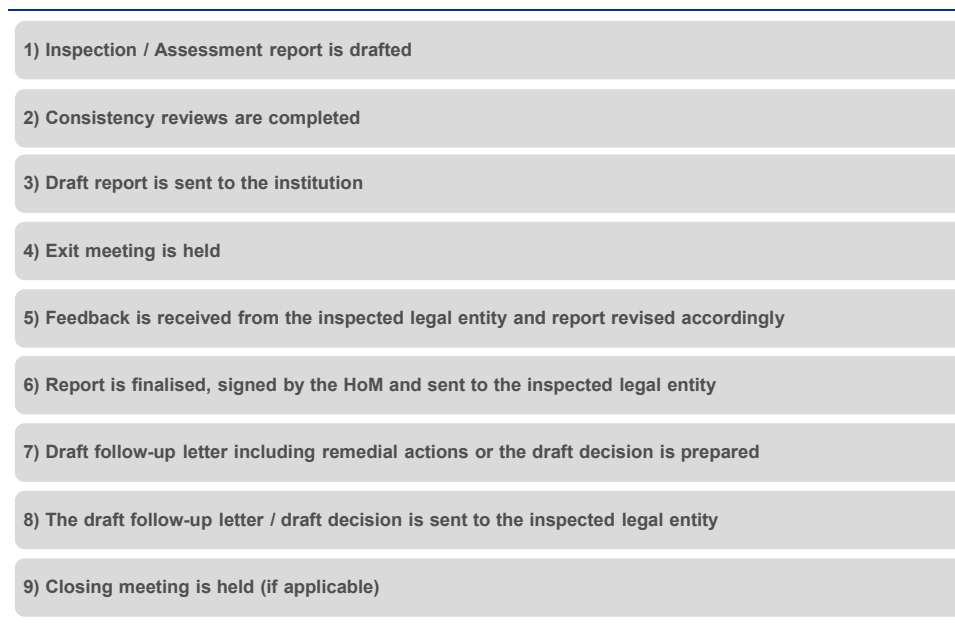 1) Inspection / Assessment report is drafted
2) Consistency reviews are completed
3) Draft report is sent to the institution
4) Exit meeting is held
5) Feedback is received from the inspected legal entity and report revised accordingly
6) Report is finalised, signed by the HoM and sent to the inspected legal entity
7) Draft follow-up letter including remedial actions or the draft decision is prepared
8) The draft follow-up letter / draft decision is sent to the inspected legal entity
9) Closing meeting is held (if applicable)